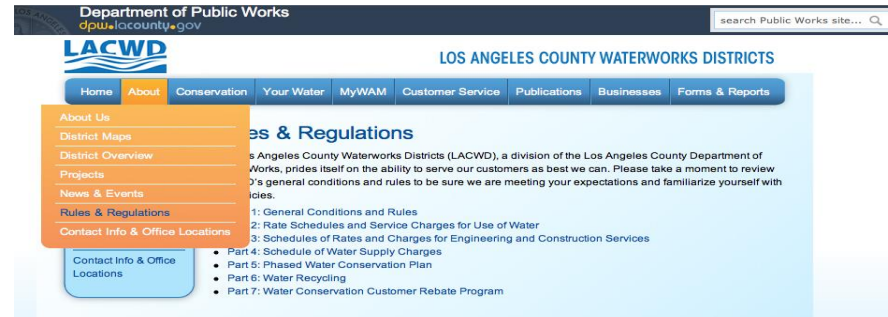 Department of Public Works
dpw.lacounty.gov
search Public Works site...
LACWD
LOS ANGELES COUNTY WATERWORKS DISTRICTS
Home About Conservation Your Water MyWAM Customer Service Publications Businesses Forms & Reports
About Us
District Maps
District Overview
Projects
News & Events
Rules & Regulations
Contact Info & Office Locations
Contact Info & Office
Locations
es & Regulations
s Angeles County Waterworks Districts (LACWD), a division of the Los Angeles County Department of
Works, prides itself on the ability to serve our customers as best we can. Please take a moment to review
D's general conditions and rules to be sure we are meeting your expectations and familiarize yourself with
icies.
1: General Conditions and Rules
2: Rate Schedules and Service Charges for Use of Water
3: Schedules of Rates and Charges for Engineering and Construction Services
• Part 4: Schedule of Water Supply Charges
• Part 5: Phased Water Conservation Plan
• Part 6: Water Recycling
• Part 7: Water Conservation Customer Rebate Program